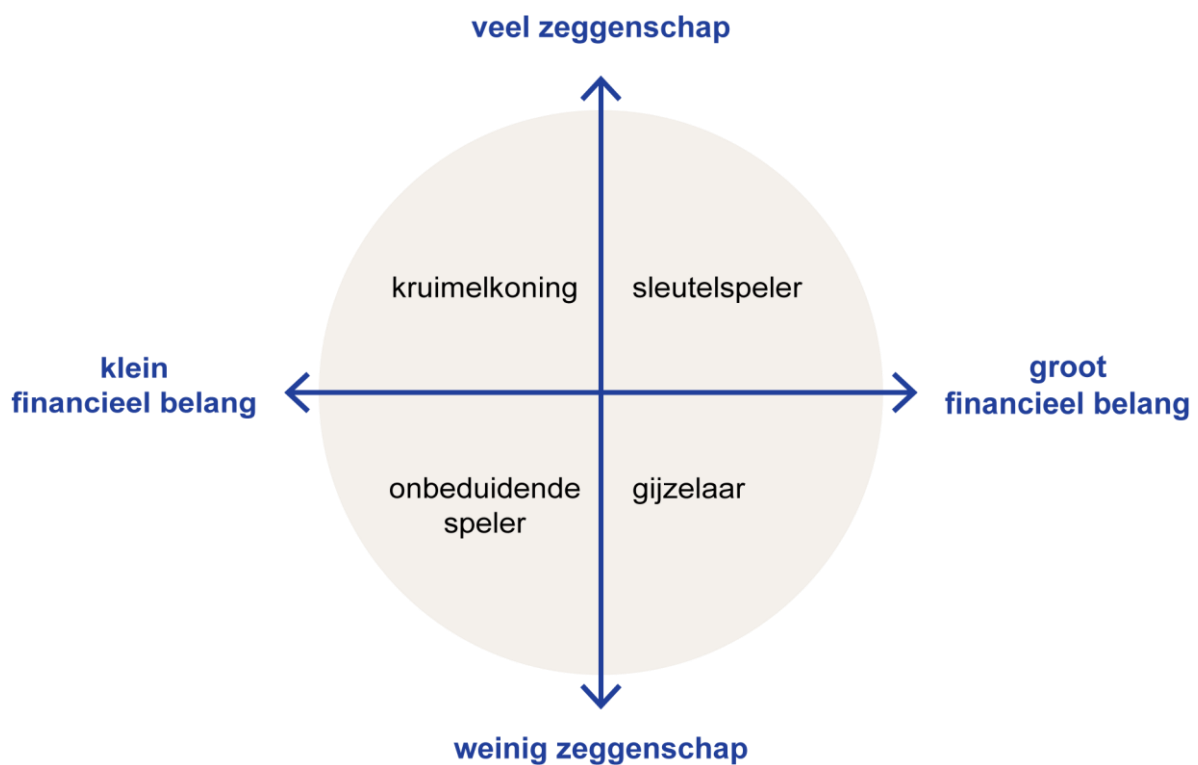 veel zeggenschap
kruimelkoning
sleutelspeler
klein
financieel belang
groot
financieel belang
onbeduidende
speler
gijzelaar
weinig zeggenschap